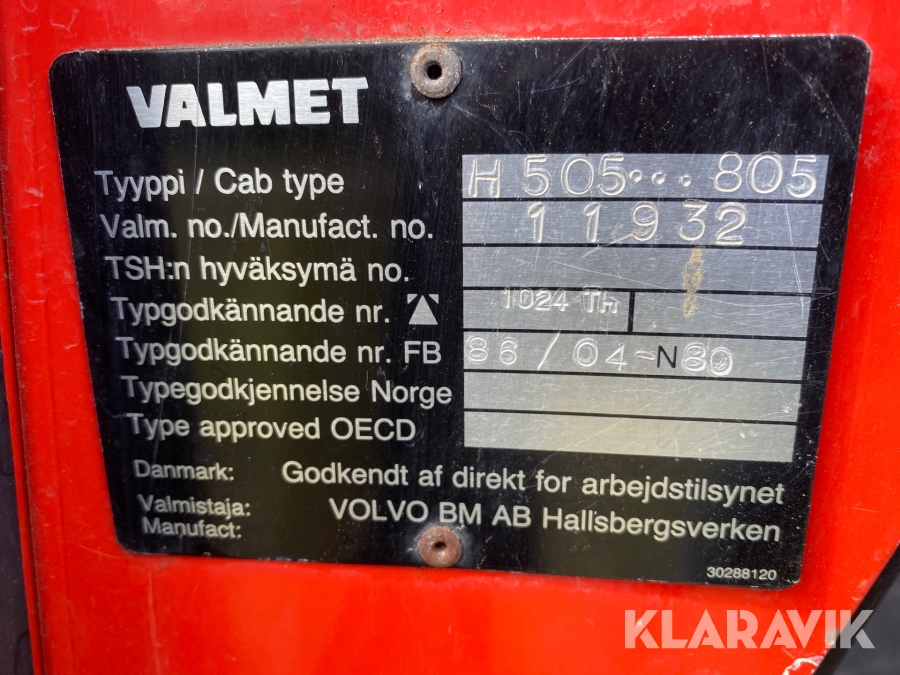 VALMET
Tyyppi / Cab type H 505... 805
Valm. no./Manufact. no. 11932
TSH:n hyväksymä no.
Typgodkännande nr. 1024 Th
Typgodkännande nr. FB 86/04-N80
Typegodkjennelse Norge
Type approved OECD
Danmark: Godkendt af direkt for arbejdstilsynet
Valmistaja: VOLVO BM AB Hallsbergsverken
Manufact:
30288120
KLARAVIK